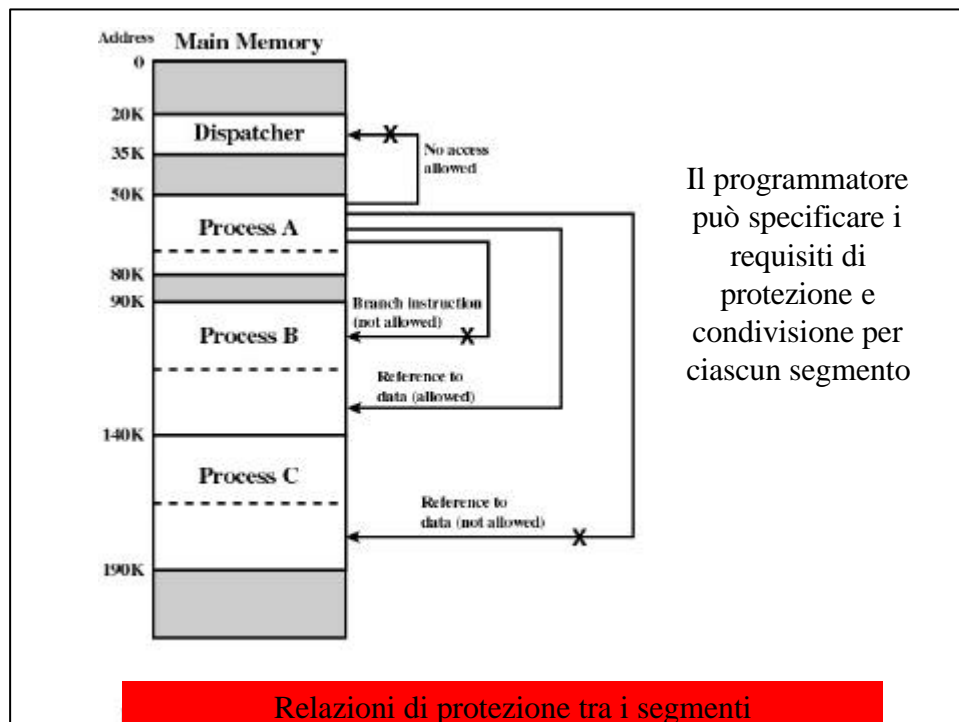 Address Main Memory
0
20K
Dispatcher
35K
No access
allowed
50K
Process A
80K
90K
Branch instruction
(not allowed)
Process B
Reference to
data (allowed)
140K
Process C
Reference to
data (not allowed)
190K
Il programmatore
può specificare i
requisiti di
protezione e
condivisione per
ciascun segmento
Relazioni di protezione tra i segmenti